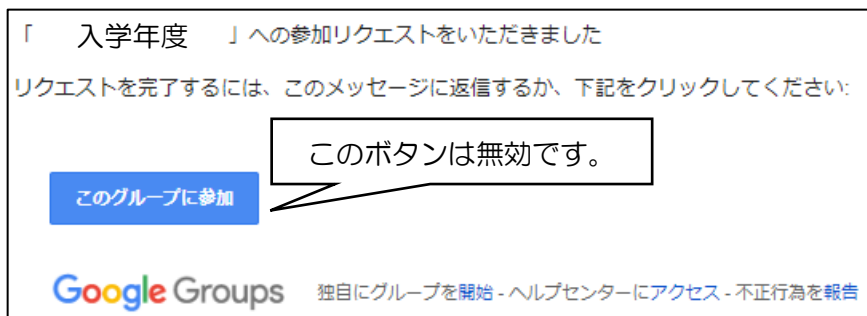 「 入学年度 」への参加リクエストをいただきました
リクエストを完了するには、このメッセージに返信するか、下記をクリックしてください:
このボタンは無効です。
このグループに参加
Google Groups 独自にグループを開始 - ヘルプセンターにアクセス - 不正行為を報告